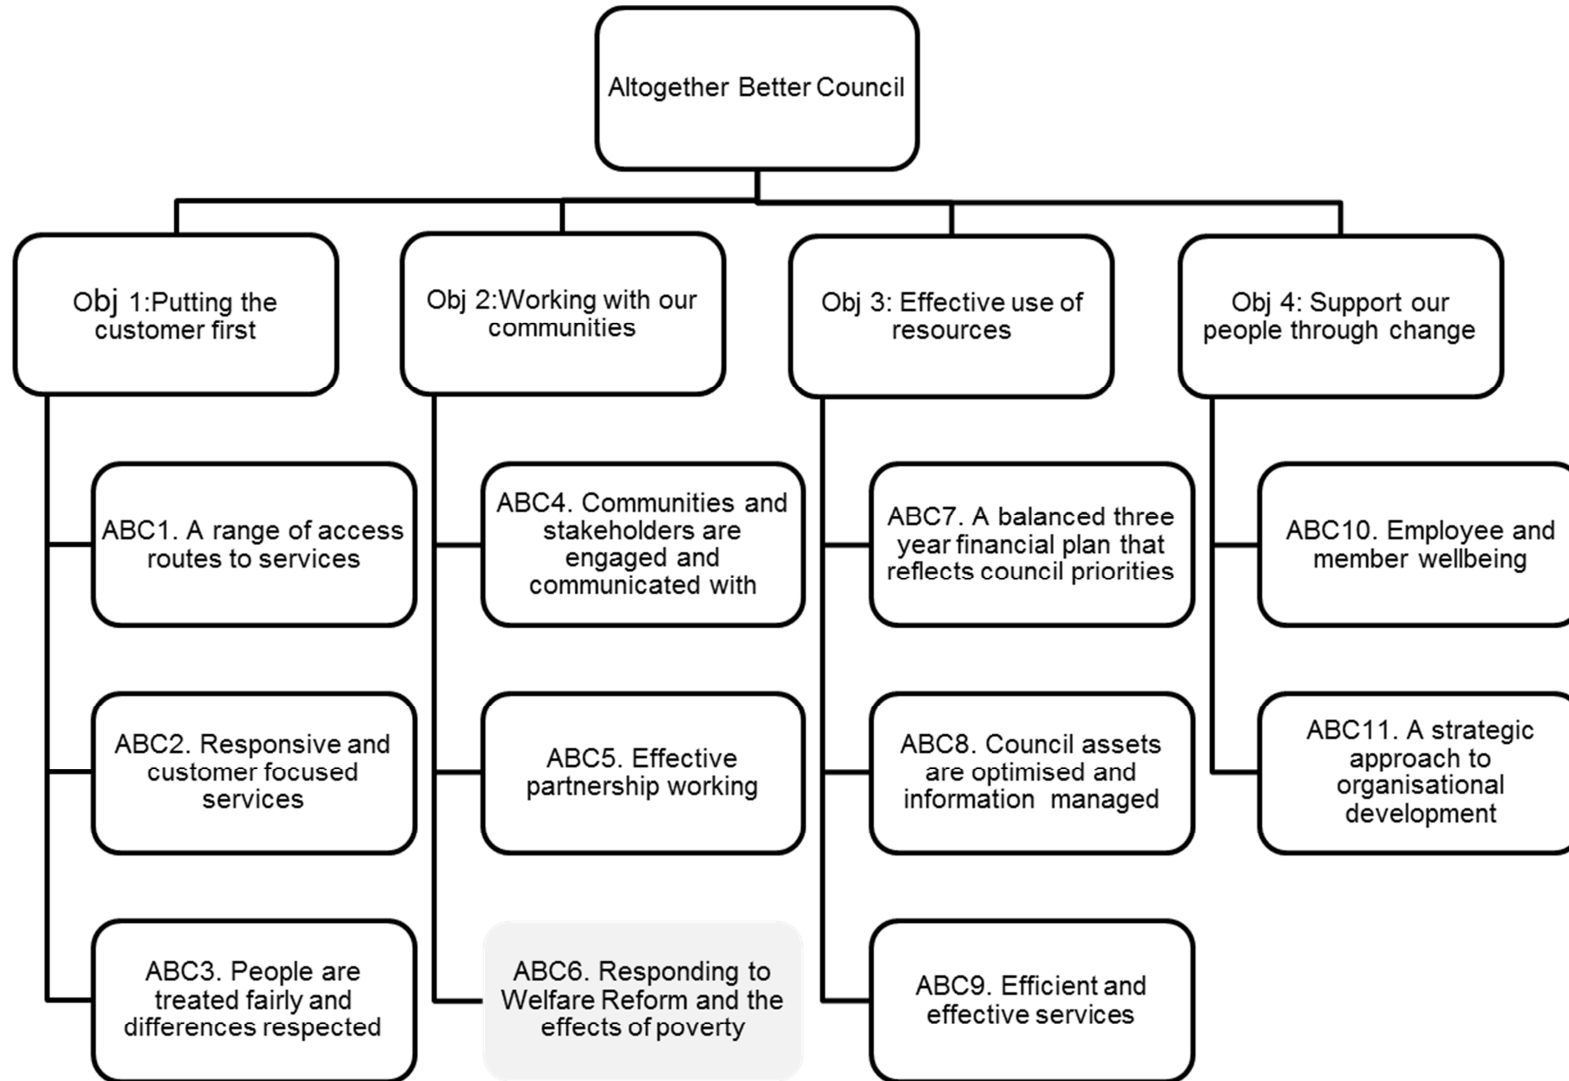 Altogether Better Council
Obj 1:Putting the
customer first
Obj 2:Working with our
communities
Obj 3: Effective use of
resources
Obj 4: Support our
people through change
ABC1. A range of access
routes to services
ABC4. Communities and
stakeholders are
engaged and
communicated with
ABC7. A balanced three
year financial plan that
reflects council priorities
ABC10. Employee and
member wellbeing
ABC2. Responsive and
customer focused
services
ABC5. Effective
partnership working
ABC8. Council assets
are optimised and
information managed
ABC11. A strategic
approach to
organisational
development
ABC3. People are
treated fairly and
differences respected
ABC6. Responding to
Welfare Reform and the
effects of poverty
ABC9. Efficient and
effective services